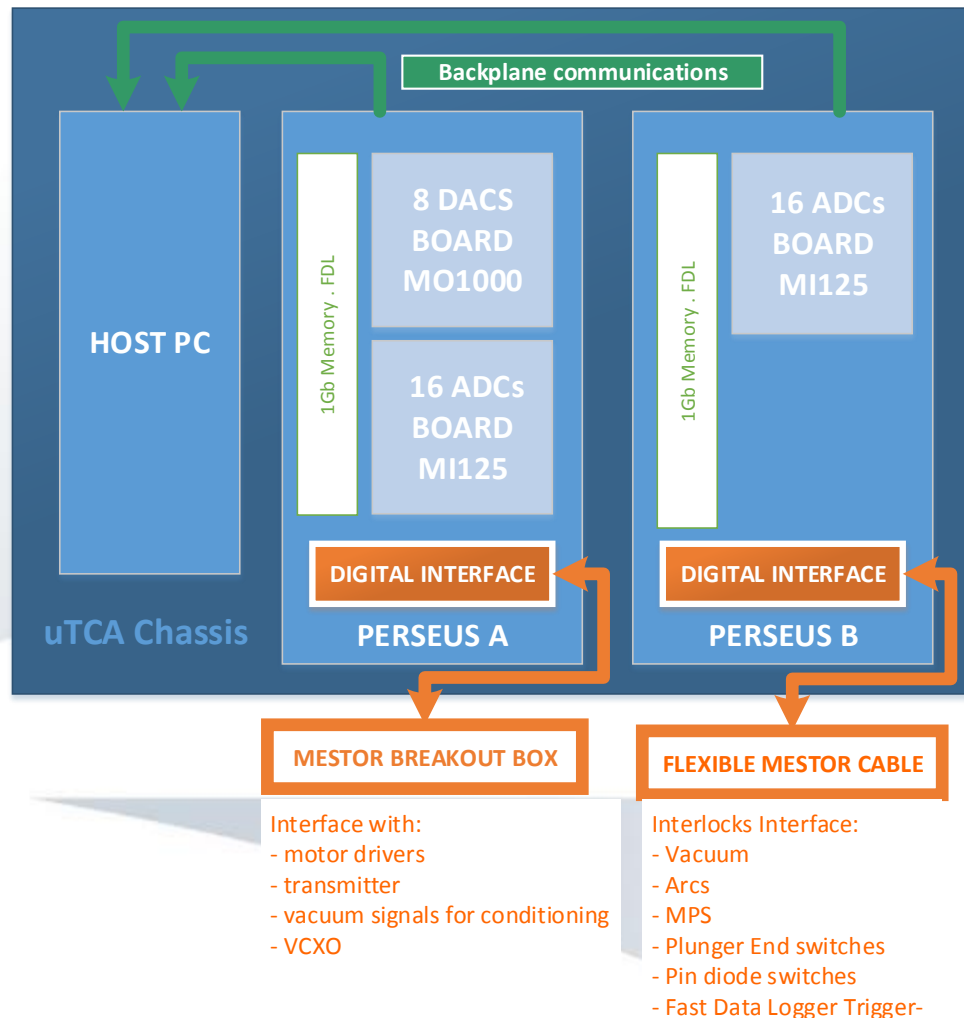 Backplane communications
HOST PC
uTCA Chassis
1Gb Memory . FDL
8 DACS
BOARD
MO1000
16 ADCs
BOARD
MI125
DIGITAL INTERFACE
PERSEUS A
1Gb Memory . FDL
16 ADCs
BOARD
MI125
DIGITAL INTERFACE
PERSEUS B
MESTOR BREAKOUT BOX
Interface with:
- motor drivers
- transmitter
- vacuum signals for conditioning
- VCXO
FLEXIBLE MESTOR CABLE
Interlocks Interface:
- Vacuum
- Arcs
- MPS
- Plunger End switches
- Pin diode switches
- Fast Data Logger Trigger-